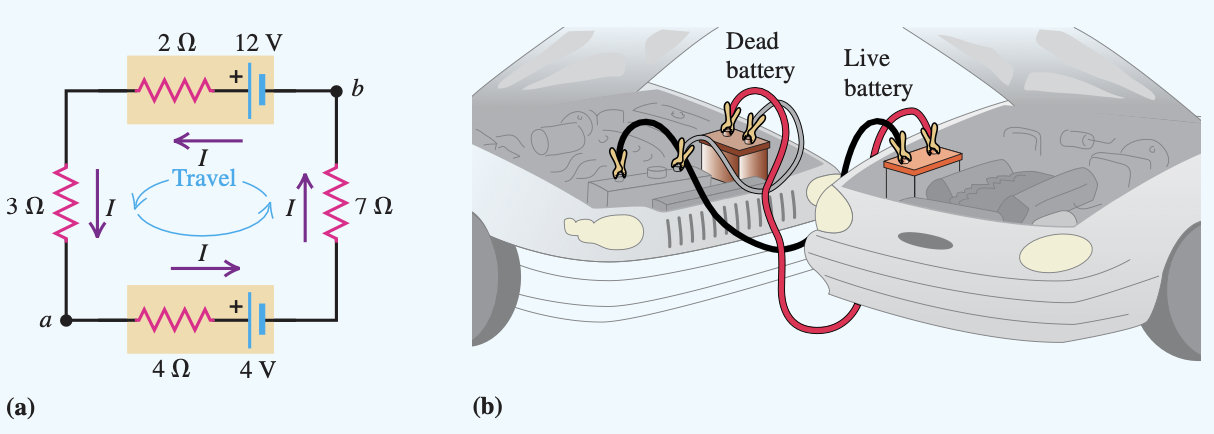 2 Ω 12 V
+
b
I
Travel
3 Ω I I 7 Ω
I
a
+
4 Ω 4 V
(a)
Dead
battery
Live
battery
(b)